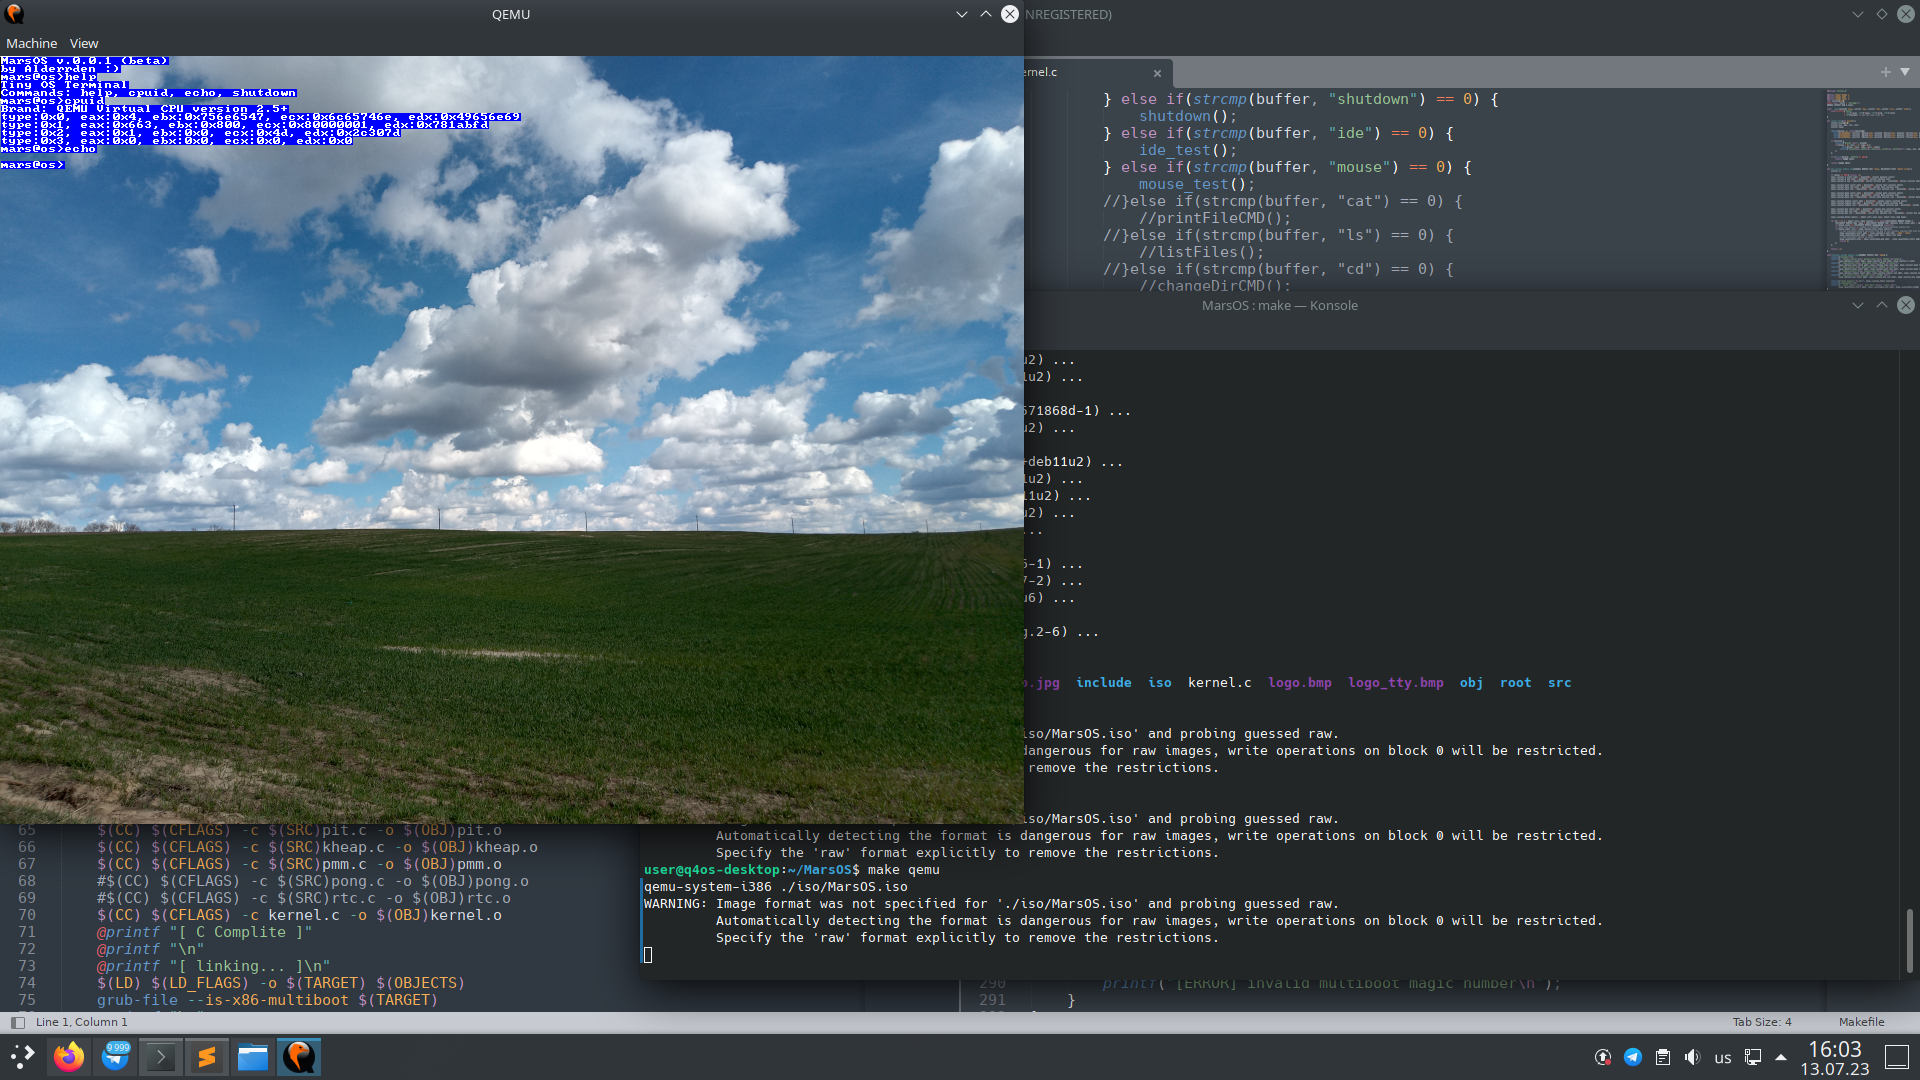 QEMU
NREGISTERED)
Machine View
MarsOS v.0.0.1 (beta)
by Alderrden :)
mars@os>help
Tiny OS Terminal
Commands: help, cpuid, echo, shutdown
mars@os>cpuid
Brand: QEMU Virtual CPU version 2.5+
type:0x0, eax:0x4, ebx:0x756e6547, ecx:0x6c65746e, edx:0x49656e69
type:0x1, eax:0x663, ebx:0x800, ecx:0x80000001, edx:0x781abfd
type:0x2, eax:0x1, ebx:0x0, ecx:0x4d, edx:0x2c307d
type:0x3, eax:0x0, ebx:0x0, ecx:0x0, edx:0x0
mars@os>echo
mars@os>
ernel.c
} else if(strcmp(buffer, "shutdown") == 0) {
shutdown();
} else if(strcmp(buffer, "ide") == 0) {
ide_test();
} else if(strcmp(buffer, "mouse") == 0) {
mouse_test();
//}else if(strcmp(buffer, "cat") == 0) {
//printFileCMD();
//}else if(strcmp(buffer, "ls") == 0) {
//listFiles();
//}else if(strcmp(buffer, "cd") == 0) {
//changeDirCMD();
MarsOS : make — Konsole
u2) ...
1u2) ...
571868d-1) ...
u2) ...
+deb11u2) ...
1u2) ...
11u2) ...
u2) ...
...
6-1) ...
7-2) ...
u6) ...
g.2-6) ...
o.jpg include iso kernel.c logo.bmp logo_tty.bmp obj root src
iso/MarsOS.iso' and probing guessed raw.
dangerous for raw images, write operations on block 0 will be restricted.
remove the restrictions.
iso/MarsOS.iso' and probing guessed raw.
Automatically detecting the format is dangerous for raw images, write operations on block 0 will be restricted.
Specify the 'raw' format explicitly to remove the restrictions.
user@q4os-desktop:~/MarsOS$ make qemu
qemu-system-i386 ./iso/MarsOS.iso
WARNING: Image format was not specified for './iso/MarsOS.iso' and probing guessed raw.
Automatically detecting the format is dangerous for raw images, write operations on block 0 will be restricted.
Specify the 'raw' format explicitly to remove the restrictions.
65 $(CC) $(CFLAGS) -c $(SRC)pit.c -o $(OBJ)pit.o
66 $(CC) $(CFLAGS) -c $(SRC)kheap.c -o $(OBJ)kheap.o
67 $(CC) $(CFLAGS) -c $(SRC)pmm.c -o $(OBJ)pmm.o
68 #$(CC) $(CFLAGS) -c $(SRC)pong.c -o $(OBJ)pong.o
69 #$(CC) $(CFLAGS) -c $(SRC)rtc.c -o $(OBJ)rtc.o
70 $(CC) $(CFLAGS) -c kernel.c -o $(OBJ)kernel.o
71 @printf "[ C Complite ]"
72 @printf "\n"
73 @printf "[ linking... ]\n"
74 $(LD) $(LD_FLAGS) -o $(TARGET) $(OBJECTS)
75 grub-file --is-x86-multiboot $(TARGET)
290 printf("[ERROR] invalid multiboot magic number\n");
291 }
Line 1, Column 1
Tab Size: 4
Makefile
9 999
us
16:03
13.07.23